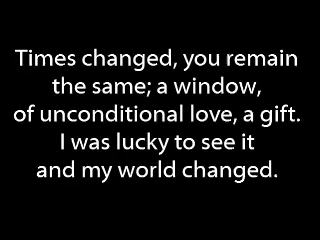 Times changed, you remain
the same; a window,
of unconditional love, a gift.
I was lucky to see it
and my world changed.